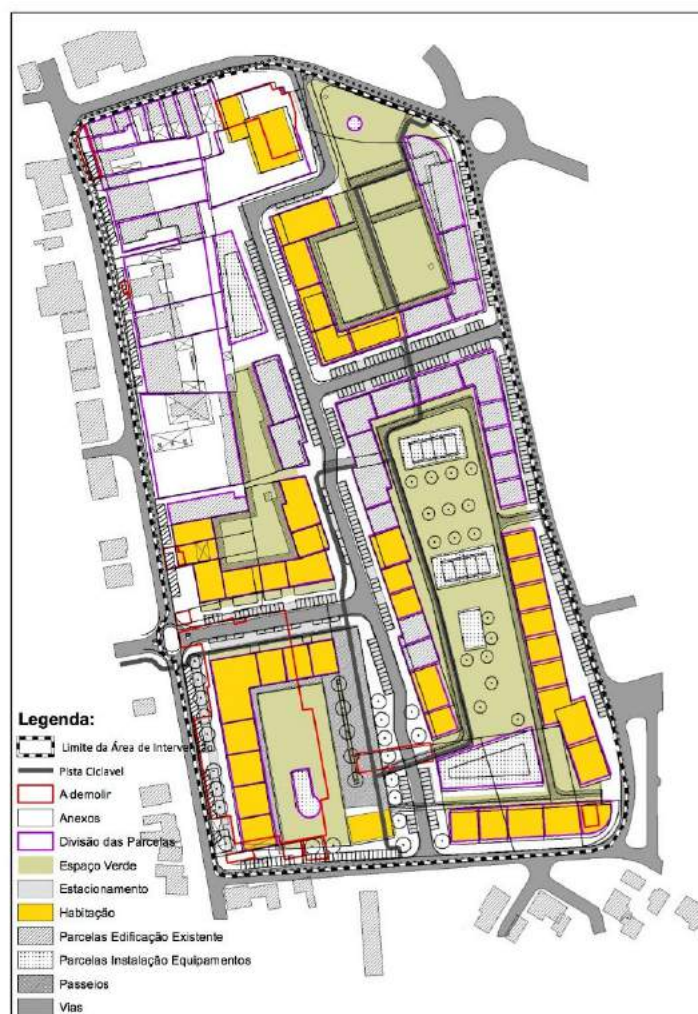 Legenda:
Limite da Área de Intervenção
Pista Ciclavel
A demolir
Anexos
Divisão das Parcelas
Espaço Verde
Estacionamento
Habitação
Parcelas Edificação Existente
Parcelas Instalação Equipamentos
Passeios
Vias